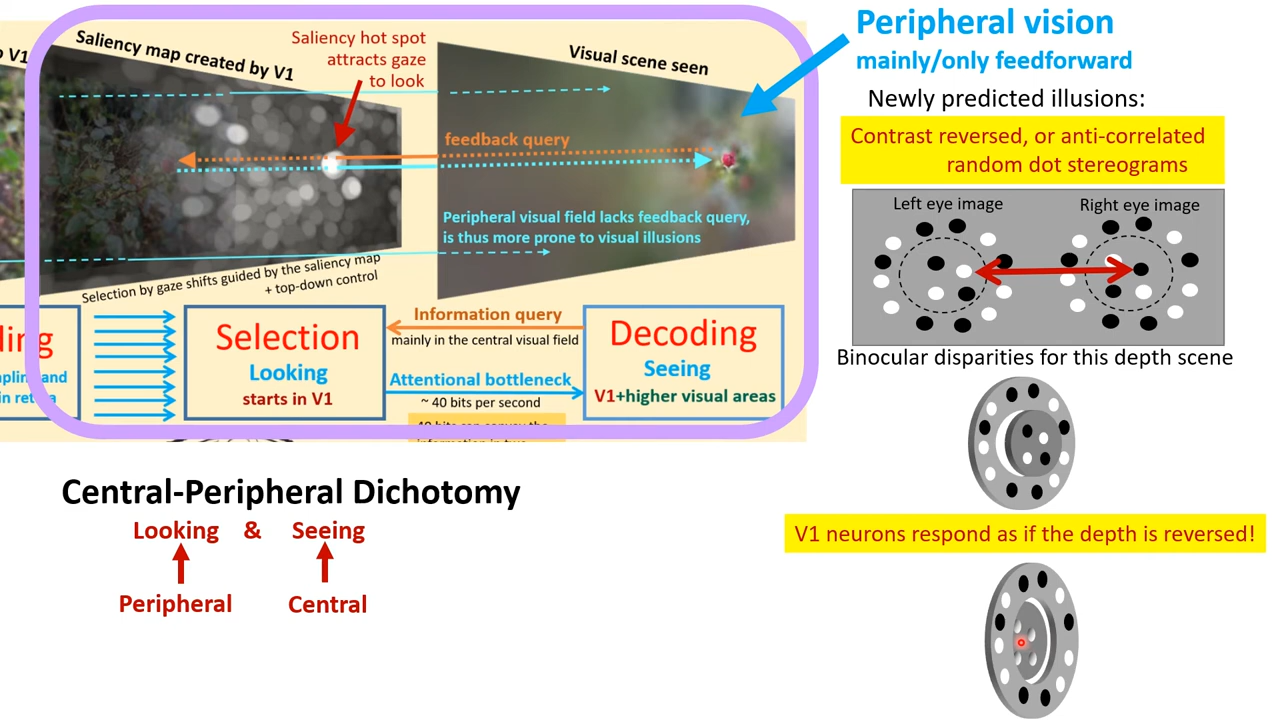 Saliency map created by V1
Saliency hot spot
attracts gaze
to look
Visual scene seen
feedback query
Peripheral visual field lacks feedback query,
is thus more prone to visual illusions
Selection by gaze shifts guided by the saliency map
+ top-down control
Selection
Looking
starts in V1
Information query
mainly in the central visual field
Attentional bottleneck
~ 40 bits per second
Decoding
Seeing
V1+higher visual areas
Peripheral vision
mainly/only feedforward
Newly predicted illusions:
Contrast reversed, or anti-correlated
random dot stereograms
Left eye image
Right eye image
Binocular disparities for this depth scene
V1 neurons respond as if the depth is reversed!
Central-Peripheral Dichotomy
Looking & Seeing
Peripheral Central